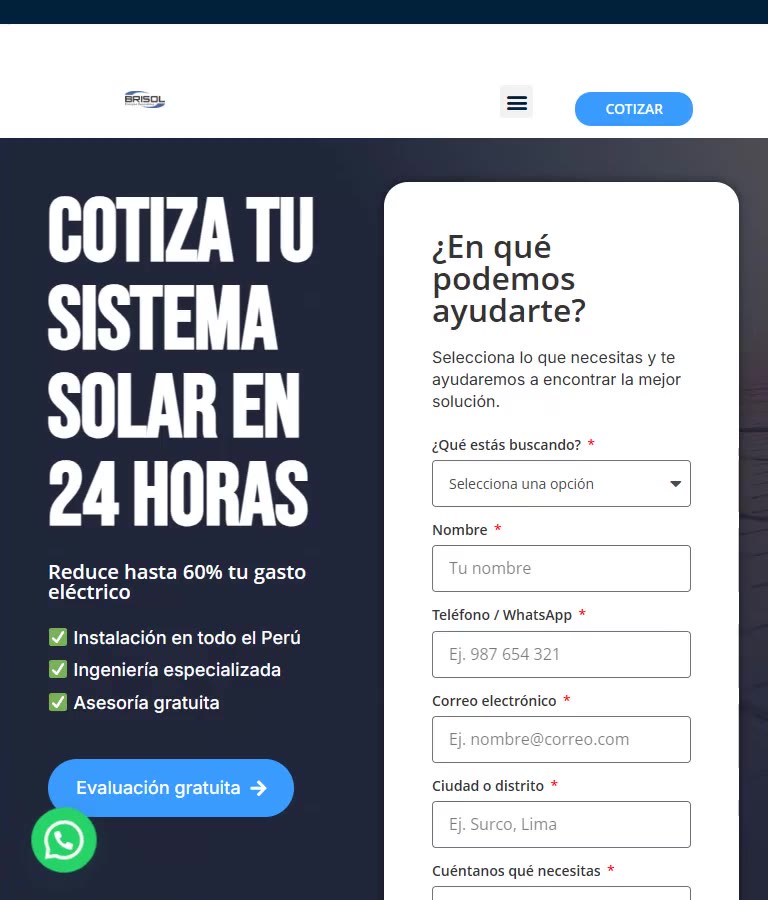 BRISOL
COTIZAR
COTIZA TU
SISTEMA
SOLAR EN
24 HORAS
Reduce hasta 60% tu gasto
eléctrico
Instalación en todo el Perú
Ingeniería especializada
Asesoría gratuita
Evaluación gratuita
¿En qué
podemos
ayudarte?
Selecciona lo que necesitas y te
ayudaremos a encontrar la mejor
solución.
¿Qué estás buscando? *
Selecciona una opción
Nombre *
Tu nombre
Teléfono / WhatsApp *
Ej. 987 654 321
Correo electrónico *
Ej. nombre@correo.com
Ciudad o distrito *
Ej. Surco, Lima
Cuéntanos qué necesitas *